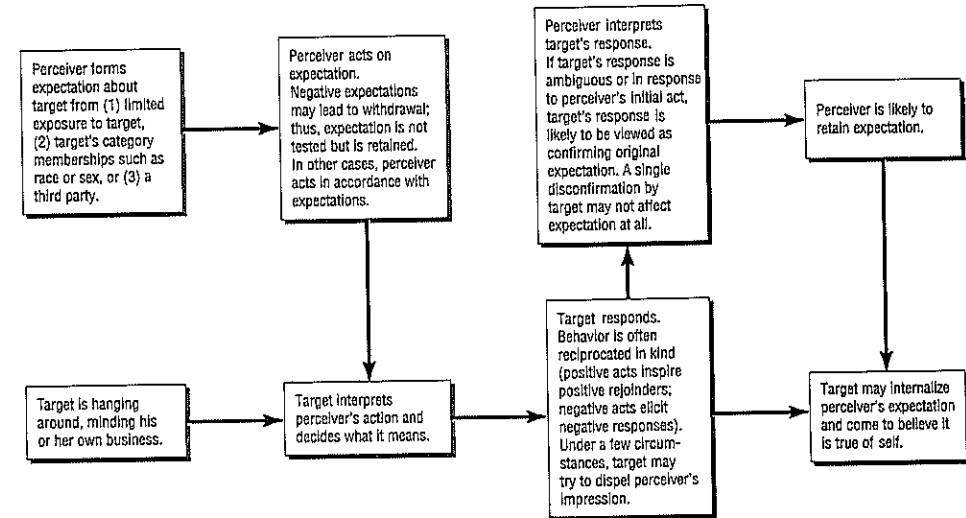 Perceiver forms
expectation about
target from (1) limited
exposure to target,
(2) target's category
memberships such as
race or sex, or (3) a
third party.
Perceiver acts on
expectation.
Negative expectations
may lead to withdrawal;
thus, expectation is not
tested but is retained.
In other cases, perceiver
acts in accordance with
expectations.
Perceiver interprets
target's response.
If target's response is
ambiguous or in response
to perceiver's initial act,
target's response is
likely to be viewed as
confirming original
expectation. A single
disconfirmation by
target may not affect
expectation at all.
Perceiver is likely to
retain expectation.
Target is hanging
around, minding his
or her own business.
Target interprets
perceiver's action and
decides what it means.
Target responds.
Behavior is often
reciprocated in kind
(positive acts inspire
positive rejoinders;
negative acts elicit
negative responses).
Under a few circum-
stances, target may
try to dispel perceiver's
impression.
Target may internalize
perceiver's expectation
and come to believe it
is true of self.